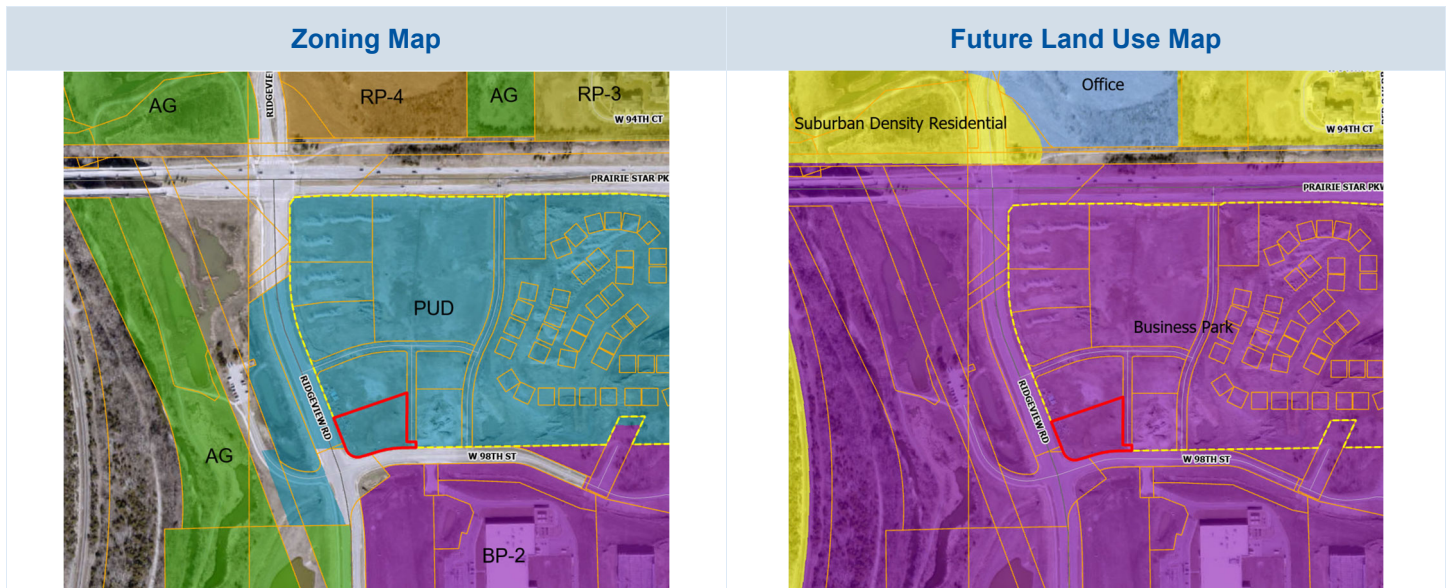 Zoning Map
AG
RP-4
AG
RP-3
W 94TH CT
PRAIRIE STAR
PUD
RIDGEVIEW RD
AG
W 98TH ST
BP-2
Future Land Use Map
Office
Suburban Density Residential
W 94TH CT
PRAIRIE STAR
Business Park
RIDGEVIEW RD
W 98TH ST